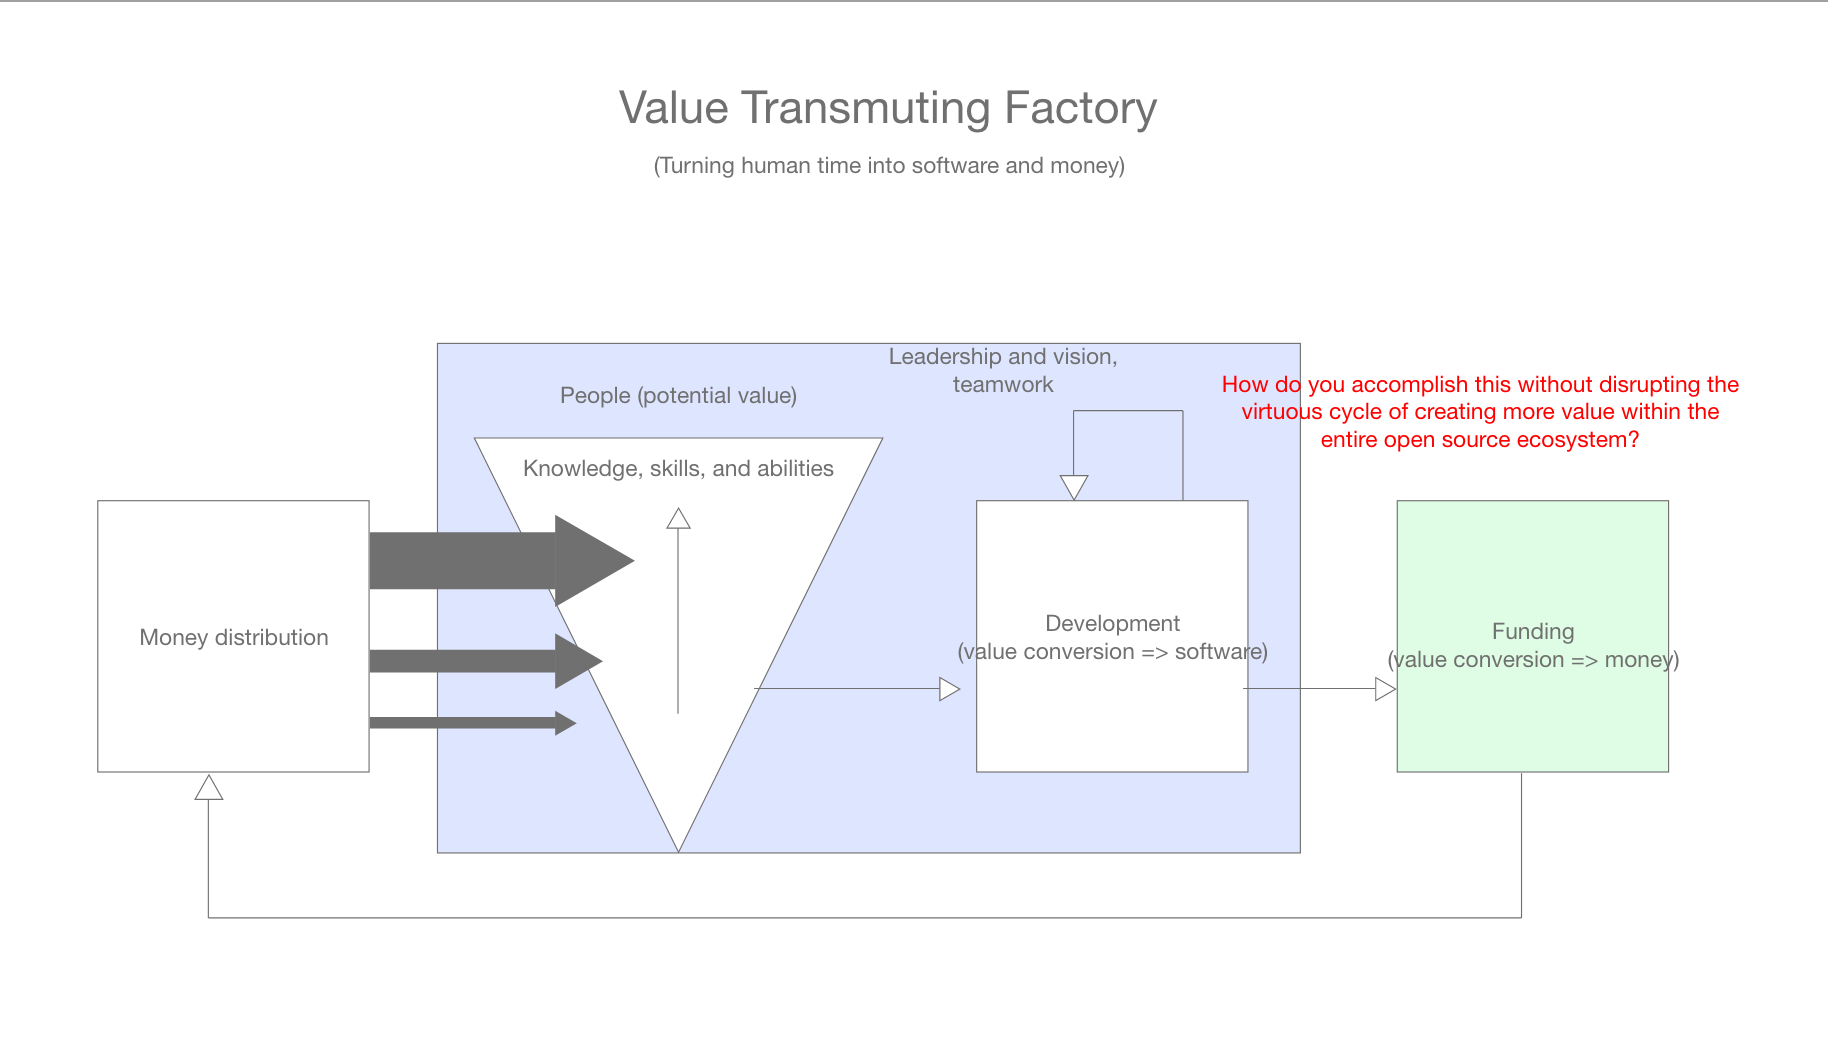 Value Transmuting Factory
(Turning human time into software and money)
Leadership and vision,
teamwork
People (potential value)
How do you accomplish this without disrupting the
virtuous cycle of creating more value within the
entire open source ecosystem?
Knowledge, skills, and abilities
Money distribution
Development
(value conversion => software)
Funding
(value conversion => money)